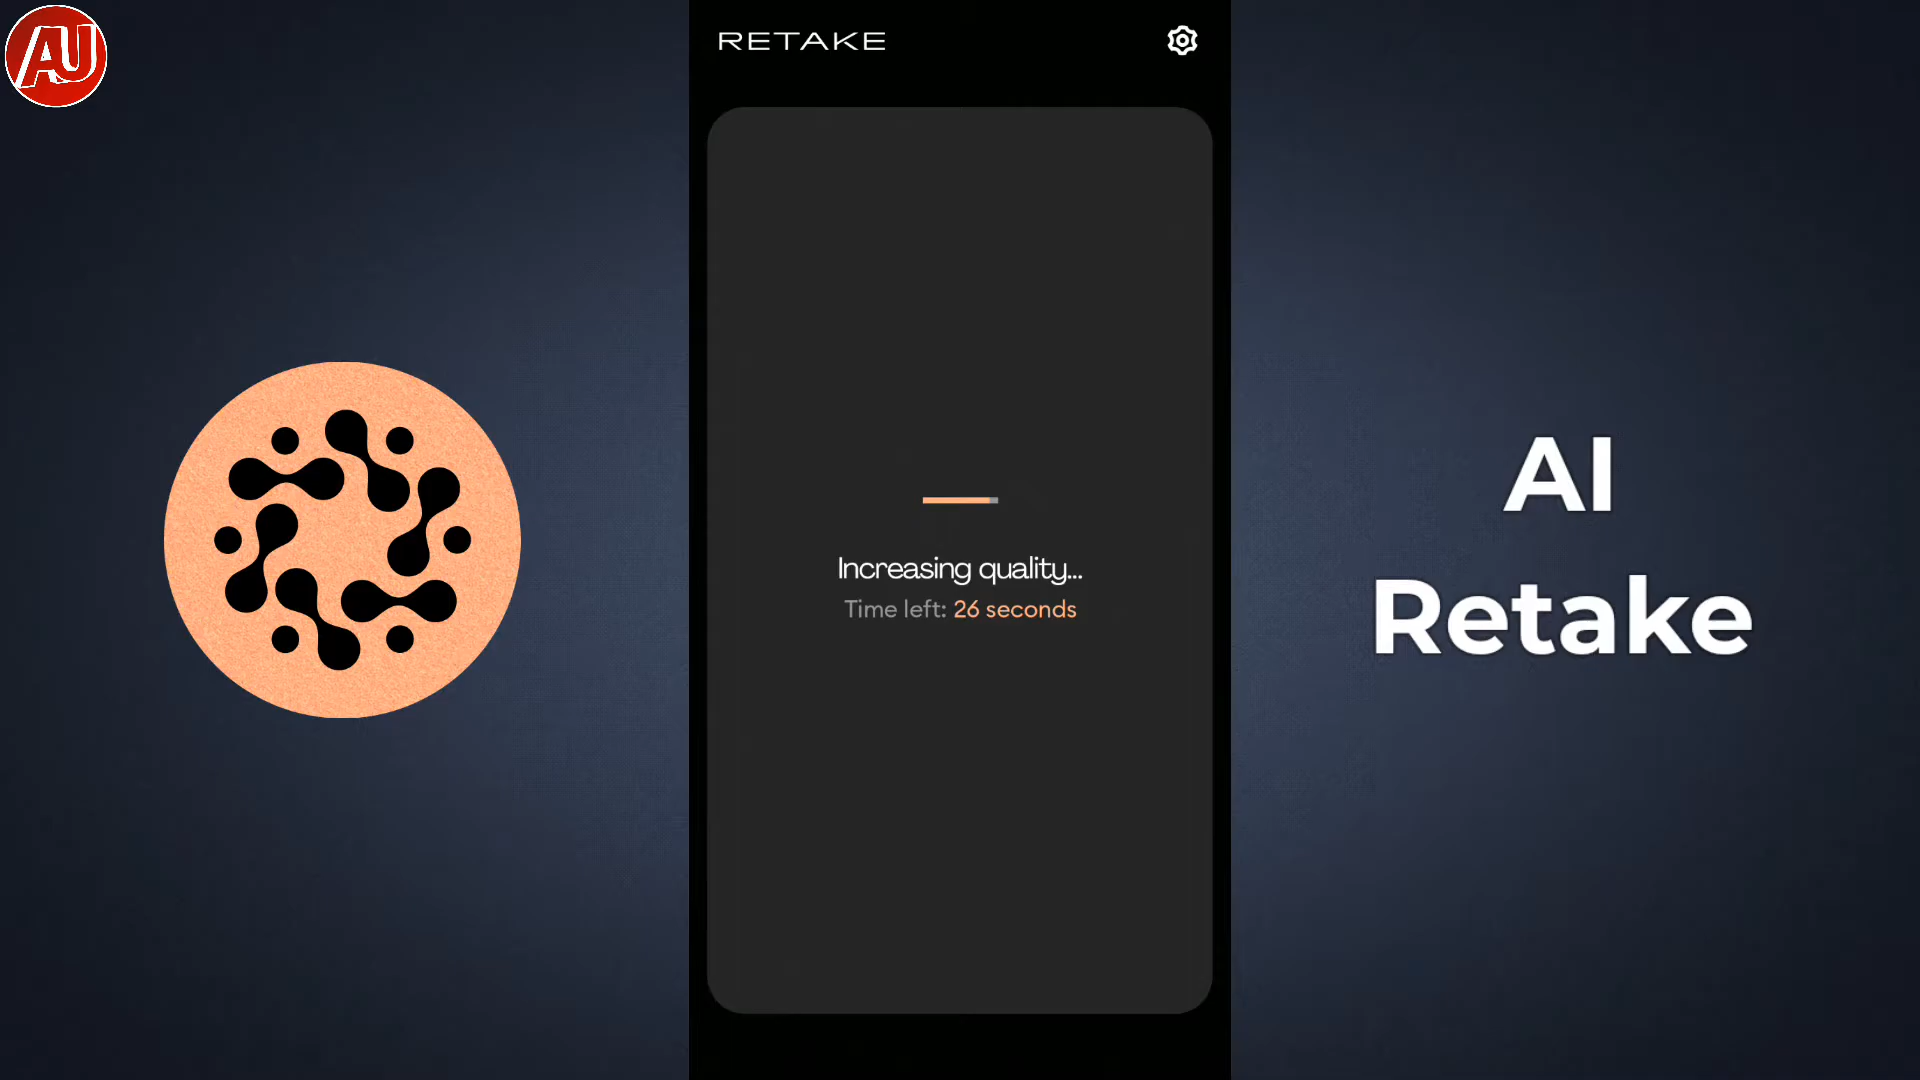 AU
RETAKE
Increasing quality...
Time left: 26 seconds
AI
Retake